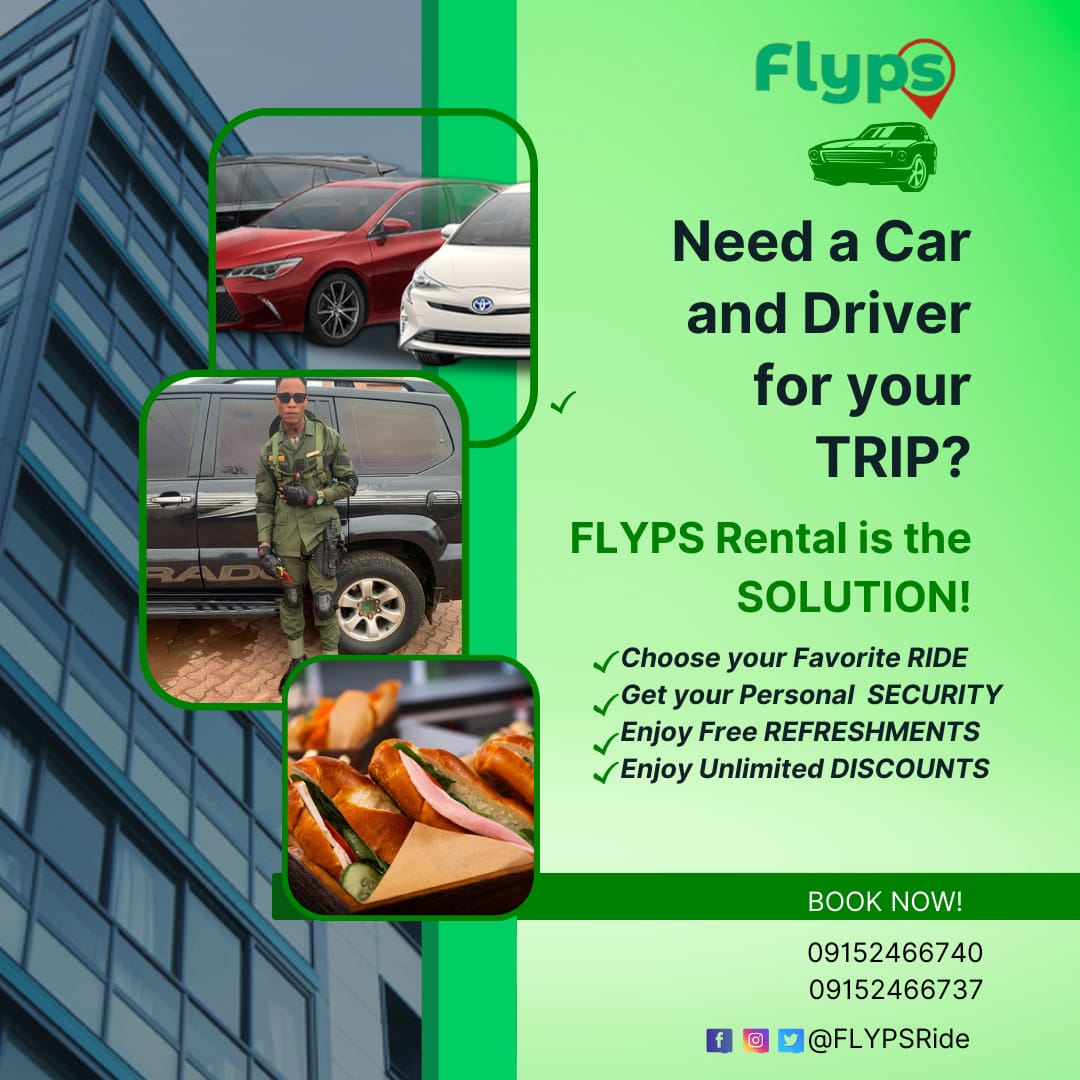 Flyps
Need a Car
and Driver
for your
TRIP?
FLYPS Rental is the
SOLUTION!
Choose your Favorite RIDE
Get your Personal SECURITY
Enjoy Free REFRESHMENTS
Enjoy Unlimited DISCOUNTS
RADO
BOOK NOW!
09152466740
09152466737
@FLYPSRide